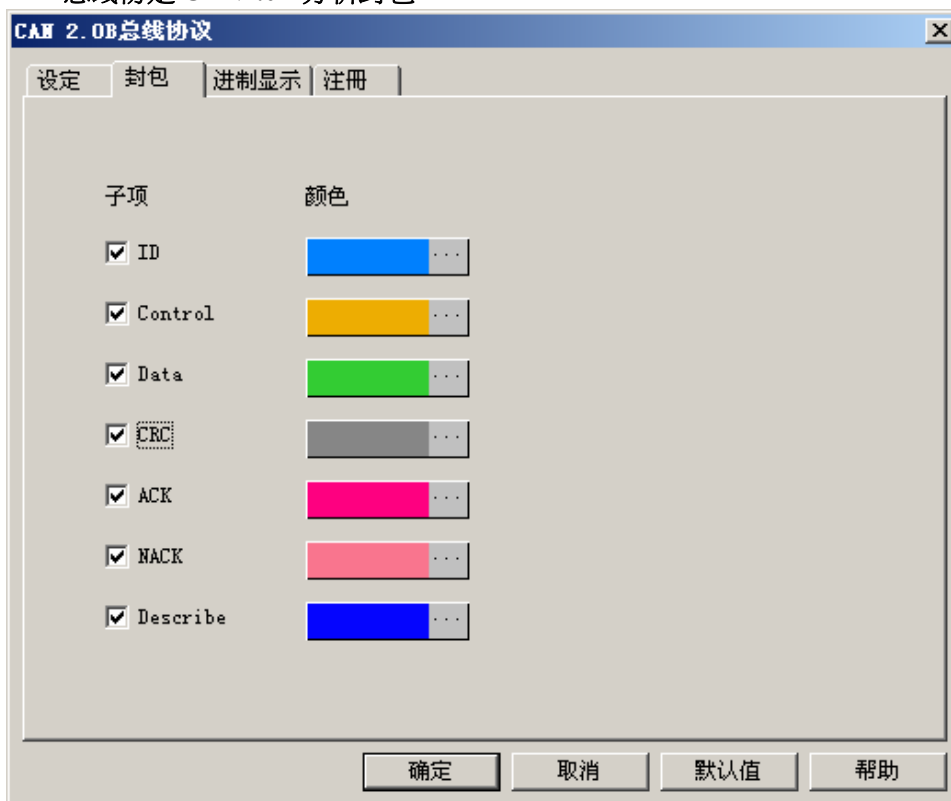 CAN 2.0B总线协议
设定 封包 进制显示 注册
子项 颜色
ID ...
Control ...
Data ...
CRC ...
ACK ...
NACK ...
Describe ...
确定 取消 默认值 帮助